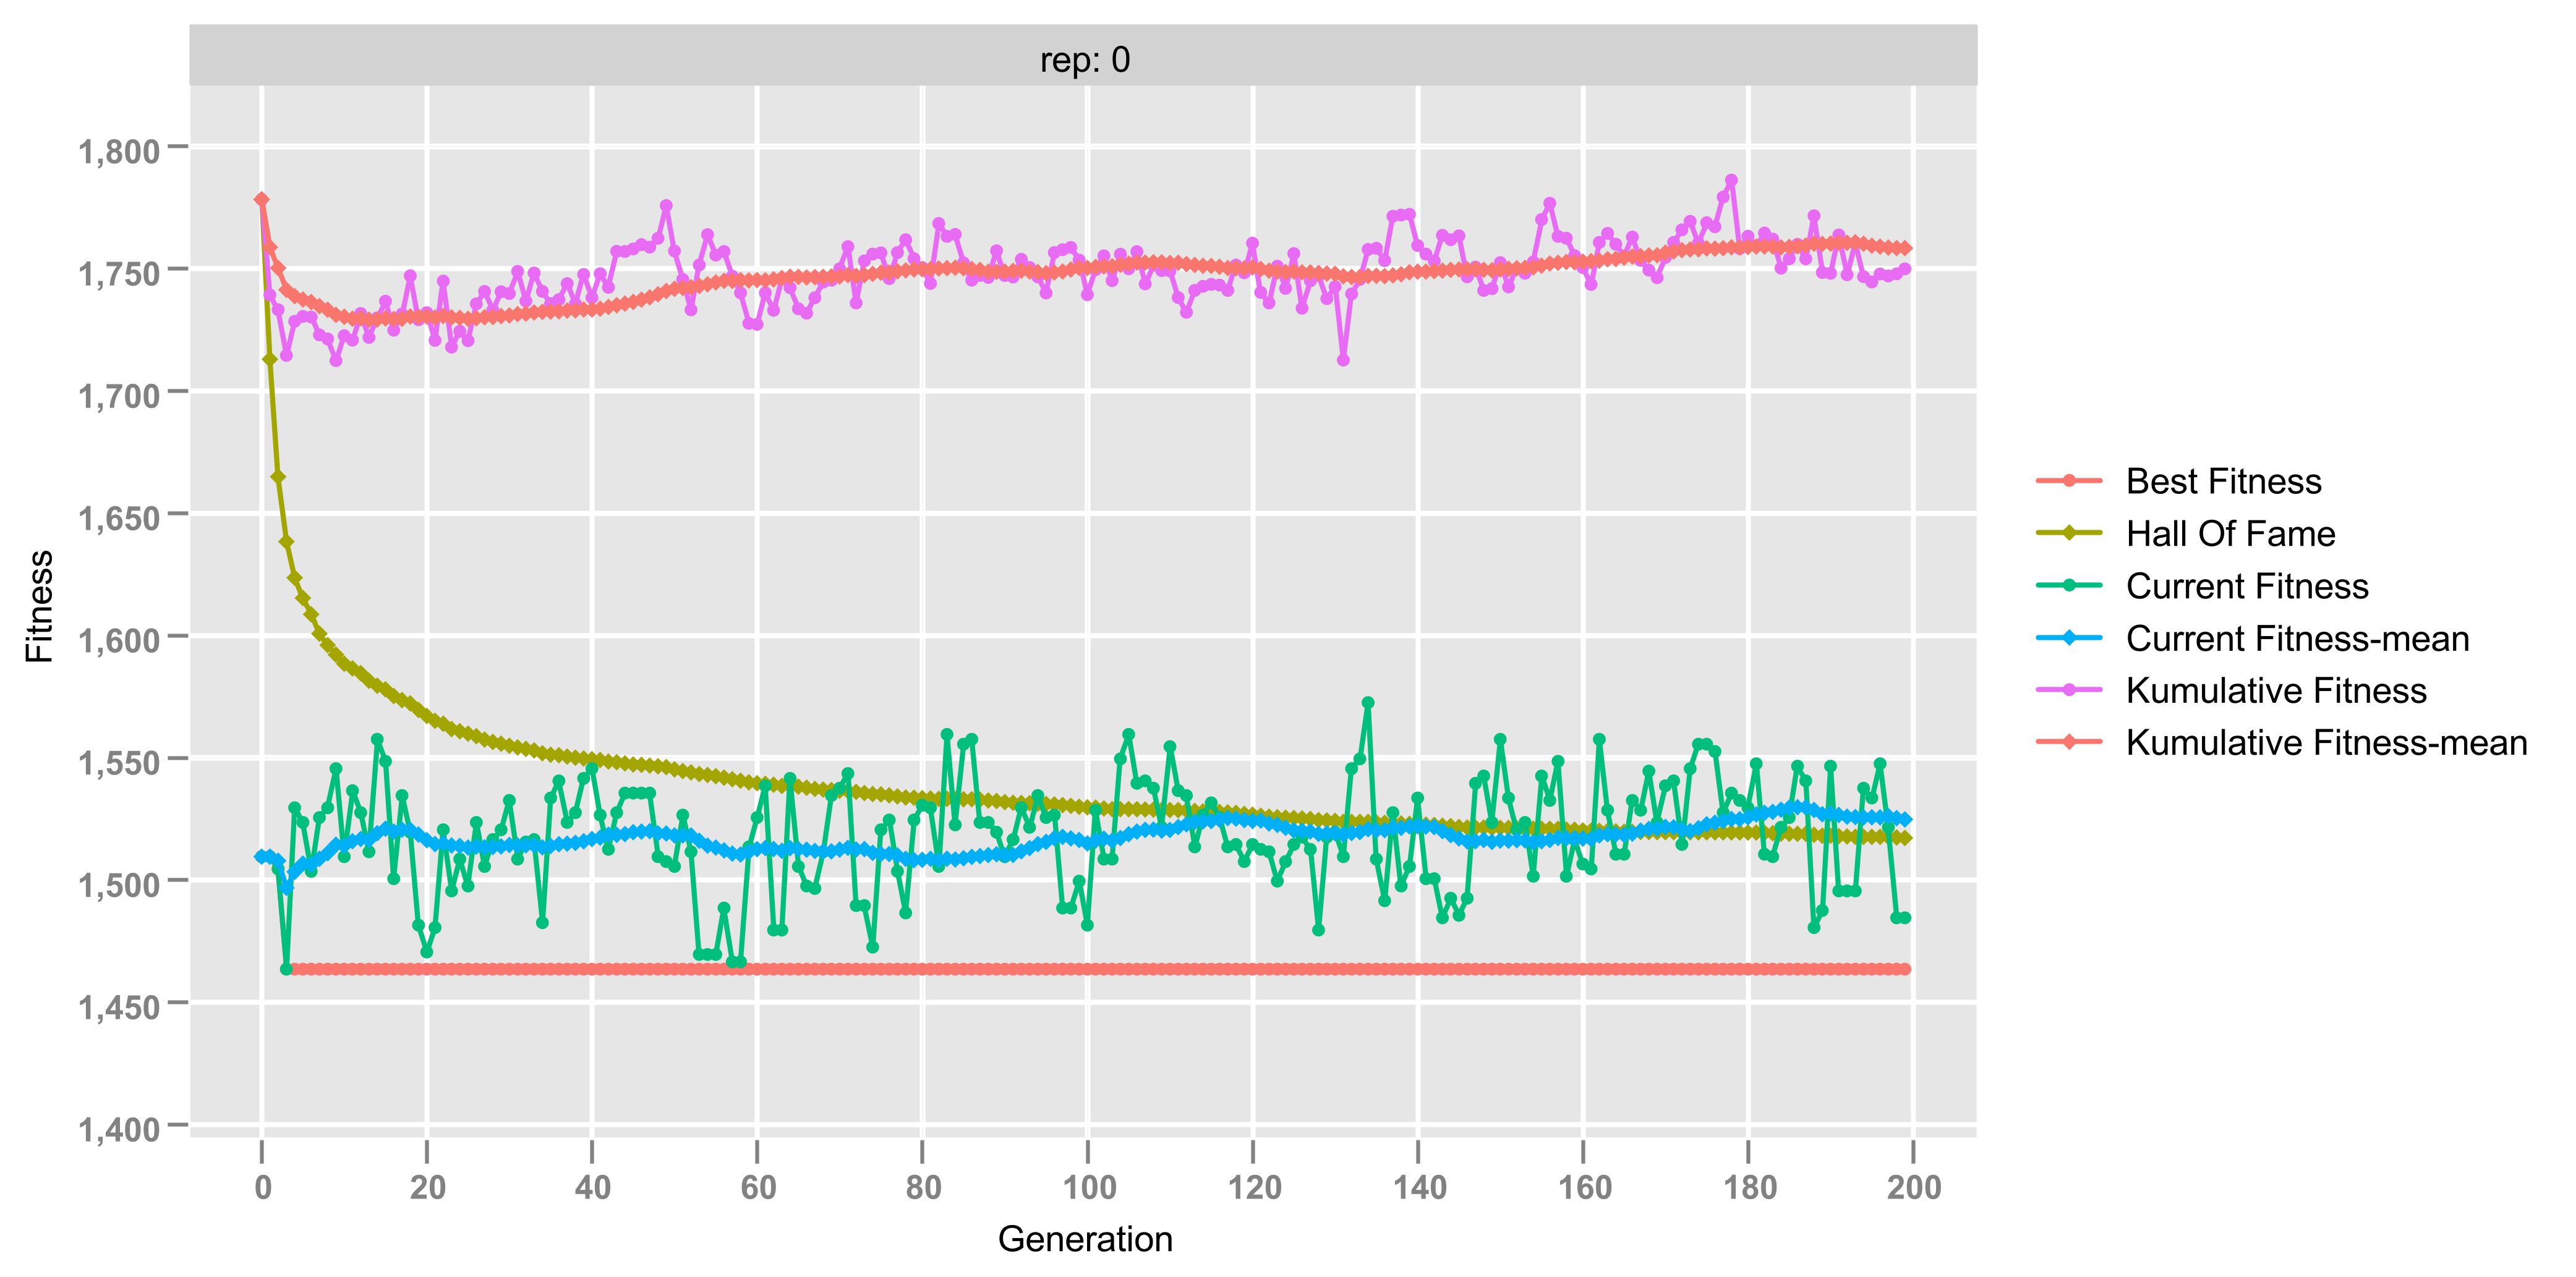 rep: 0
1,800
1,750
1,700
1,650
1,600
1,550
1,500
1,450
1,400
Fitness
0 20 40 60 80 100 120 140 160 180 200
Generation
Best Fitness
Hall Of Fame
Current Fitness
Current Fitness-mean
Kumulative Fitness
Kumulative Fitness-mean